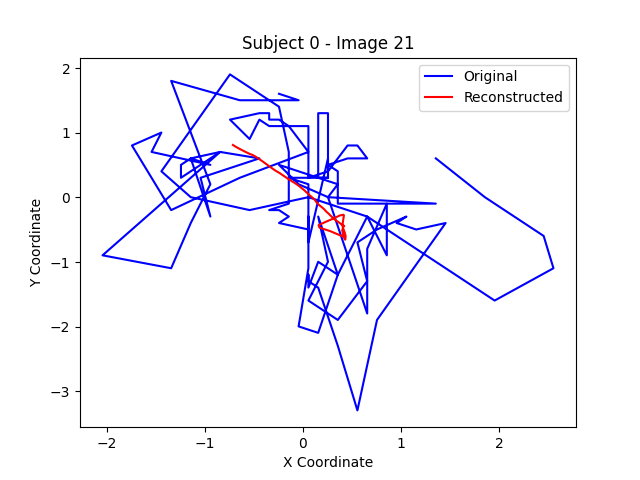 Subject 0 - Image 21
Original
Reconstructed
2
1
0
−1
−2
−3
Y Coordinate
−2 −1 0 1 2
X Coordinate